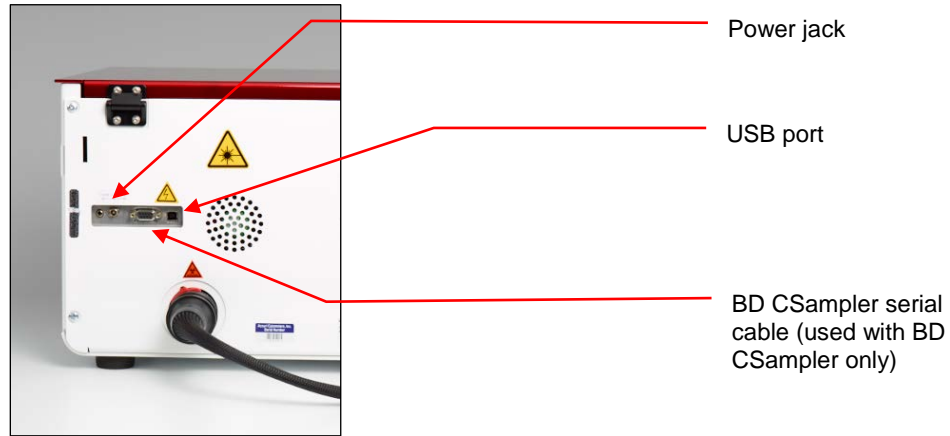 Power jack
USB port
BD CSampler serial
cable (used with BD
CSampler only)